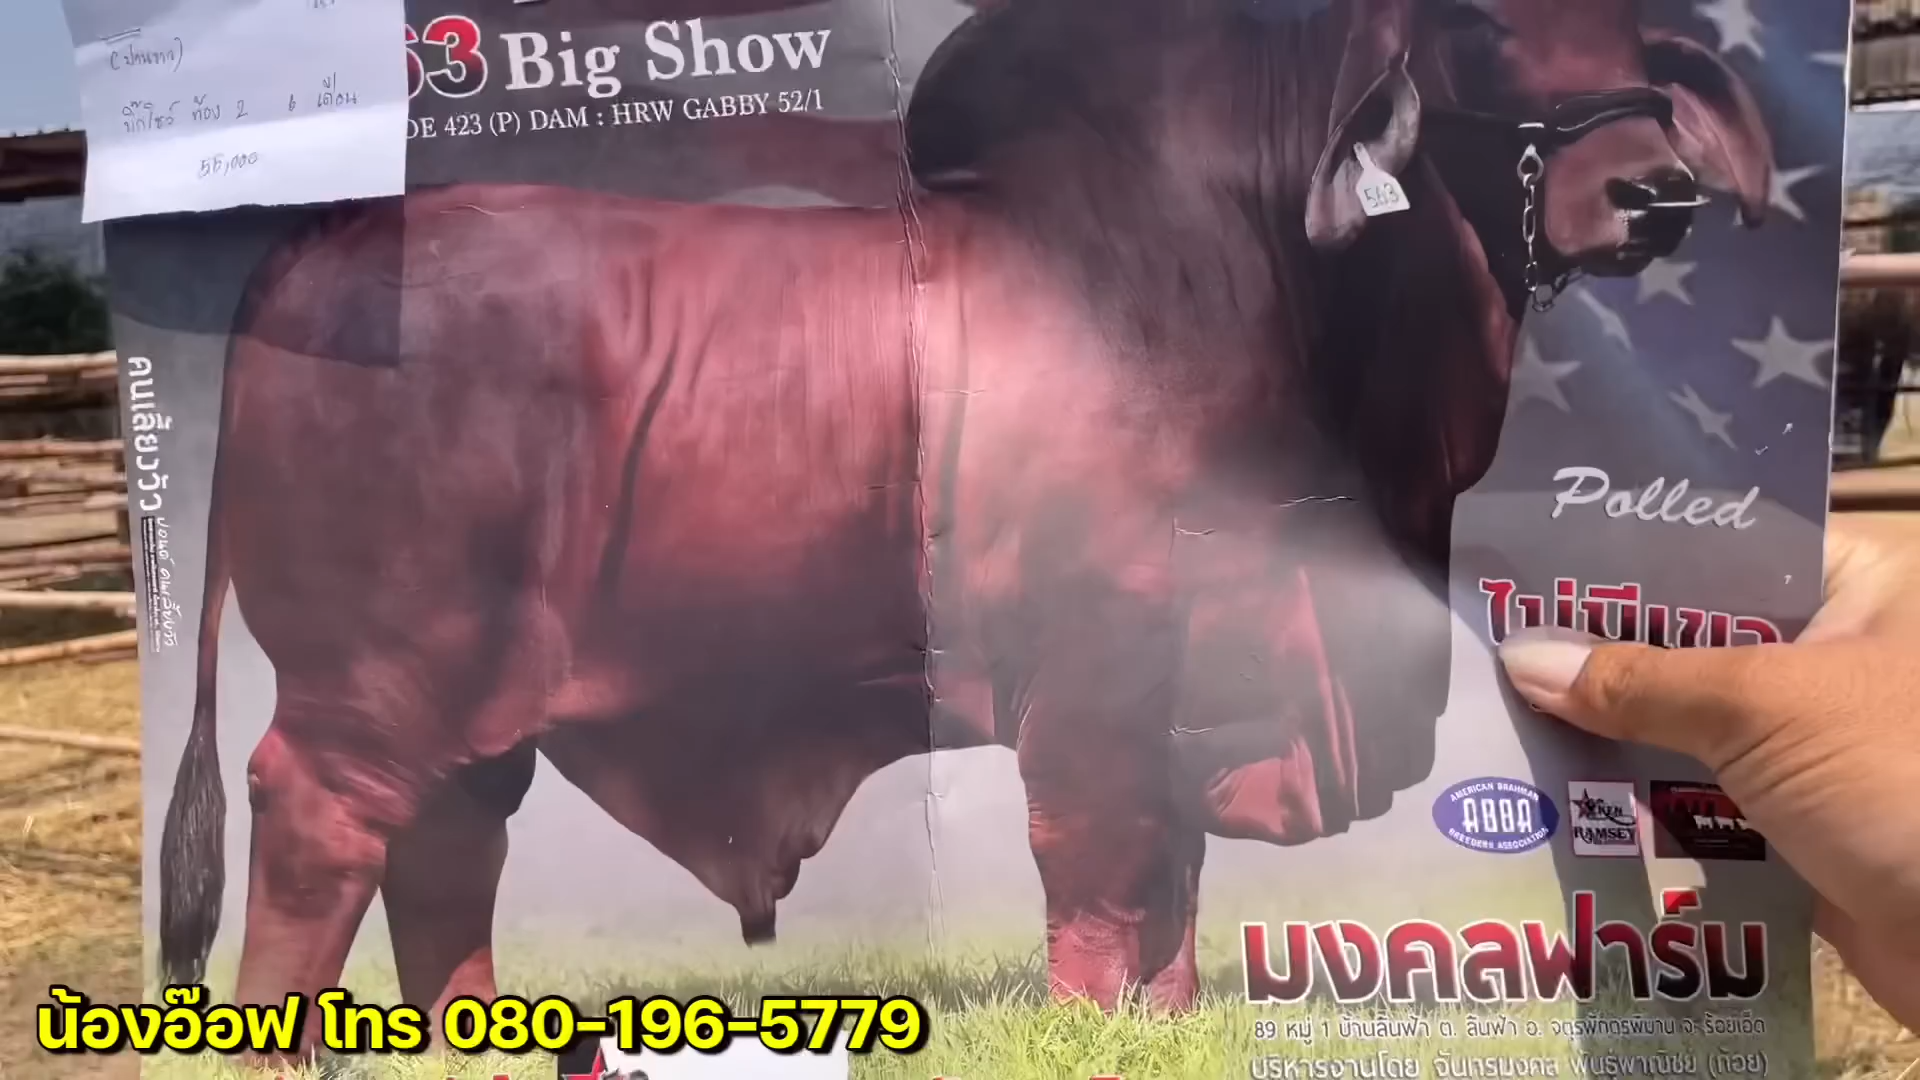 63 Big Show
DE 423 (P) DAM : HRW GABBY 52/1
(ปานขาว)
บิ๊กโชว์ ท้อง 2 6 เดือน
55,000
563
คนเลี้ยงวัว
Polled
ไม่มีเขา
AMERICAN BRAHMAN
ABBA
BREEDERS ASSOCIATION
KEN
RAMSEY
มงคลฟาร์ม
89 หมู่ 1 บ้านลิ้นฟ้า ต. ลิ้นฟ้า อ. จตุรพักตรพิมาน จ. ร้อยเอ็ด
บริหารงานโดย จันทรมงคล พันธ์พาณิชย์ (ก้อย)
น้องอ๊อฟ โทร 080-196-5779